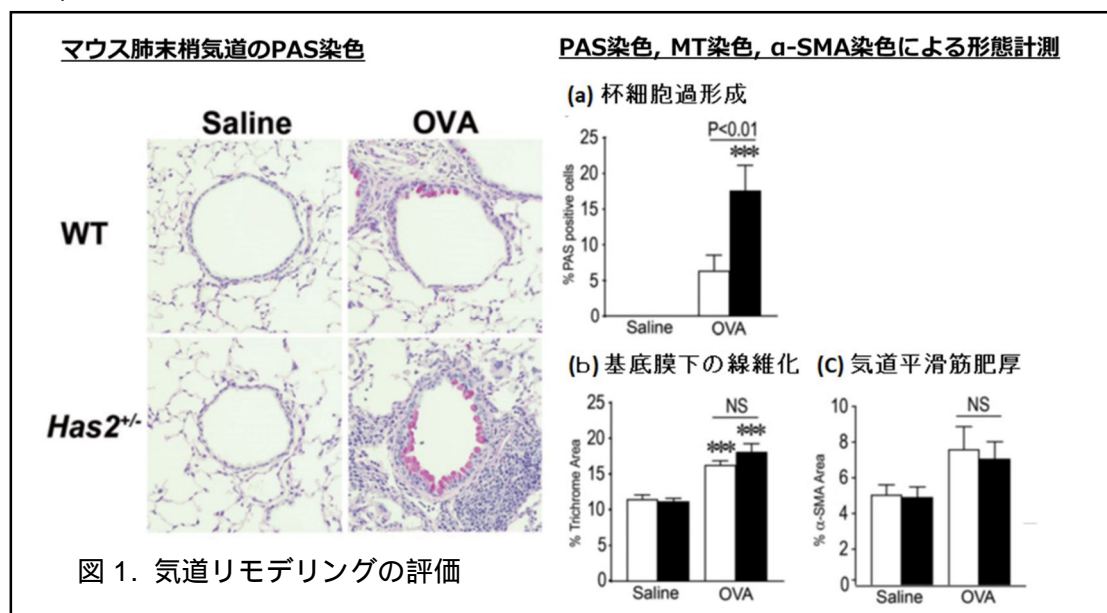 マウス肺末梢気道のPAS染色
Saline OVA
WT
Has2+/-
図 1. 気道リモデリングの評価
PAS染色, MT染色, α-SMA染色による形態計測
(a) 杯細胞過形成
P<0.01
***
% PAS positive cells
25
20
15
10
5
0
Saline OVA
(b) 基底膜下の線維化
NS
*** ***
% Trichrome Area
25
20
15
10
5
0
Saline OVA
(C) 気道平滑筋肥厚
NS
% α-SMA Area
10
8
6
4
2
0
Saline OVA